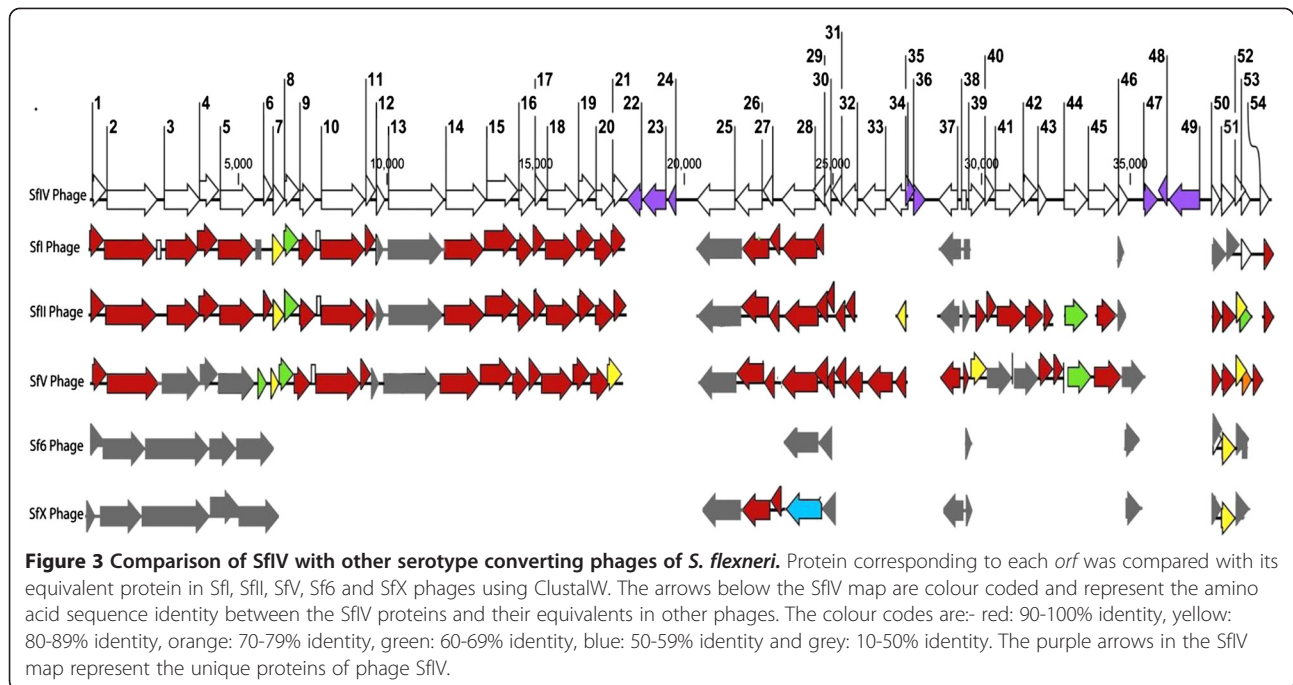 31
29 35 40 52
8 11 17 21 24 26 30 36 38 48 53
1 4 6 7 9 12 16 19 22 27 32 34 39 46 50 54
2 3 5 10 13 14 15 18 20 23 25 28 33 37 41 42 43 44 45 47 49 51
5,000 10,000 15,000 20,000 25,000 30,000 35,000
SfIV Phage
SfI Phage
SfII Phage
SfV Phage
Sf6 Phage
SfX Phage
Figure 3 Comparison of SfIV with other serotype converting phages of S. flexneri. Protein corresponding to each orf was compared with its
equivalent protein in SfI, SfII, SfV, Sf6 and SfX phages using ClustalW. The arrows below the SfIV map are colour coded and represent the amino
acid sequence identity between the SfIV proteins and their equivalents in other phages. The colour codes are:- red: 90-100% identity, yellow:
80-89% identity, orange: 70-79% identity, green: 60-69% identity, blue: 50-59% identity and grey: 10-50% identity. The purple arrows in the SfIV
map represent the unique proteins of phage SfIV.